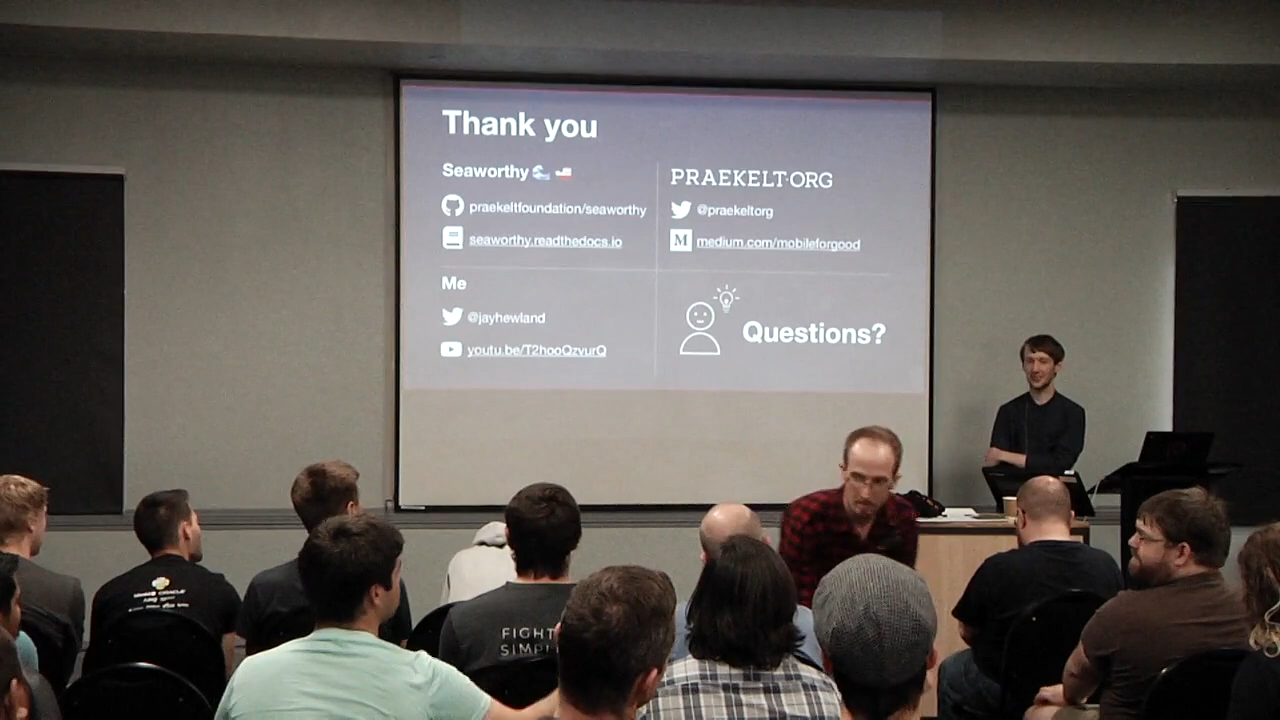 Thank you
Seaworthy
praekeltfoundation/seaworthy
seaworthy.readthedocs.io
PRAEKELT.ORG
@praekeltorg
M medium.com/mobileforgood
Me
@jayhewland
youtu.be/T2hooQzvurQ
Questions?
FIGHT
SIMPL